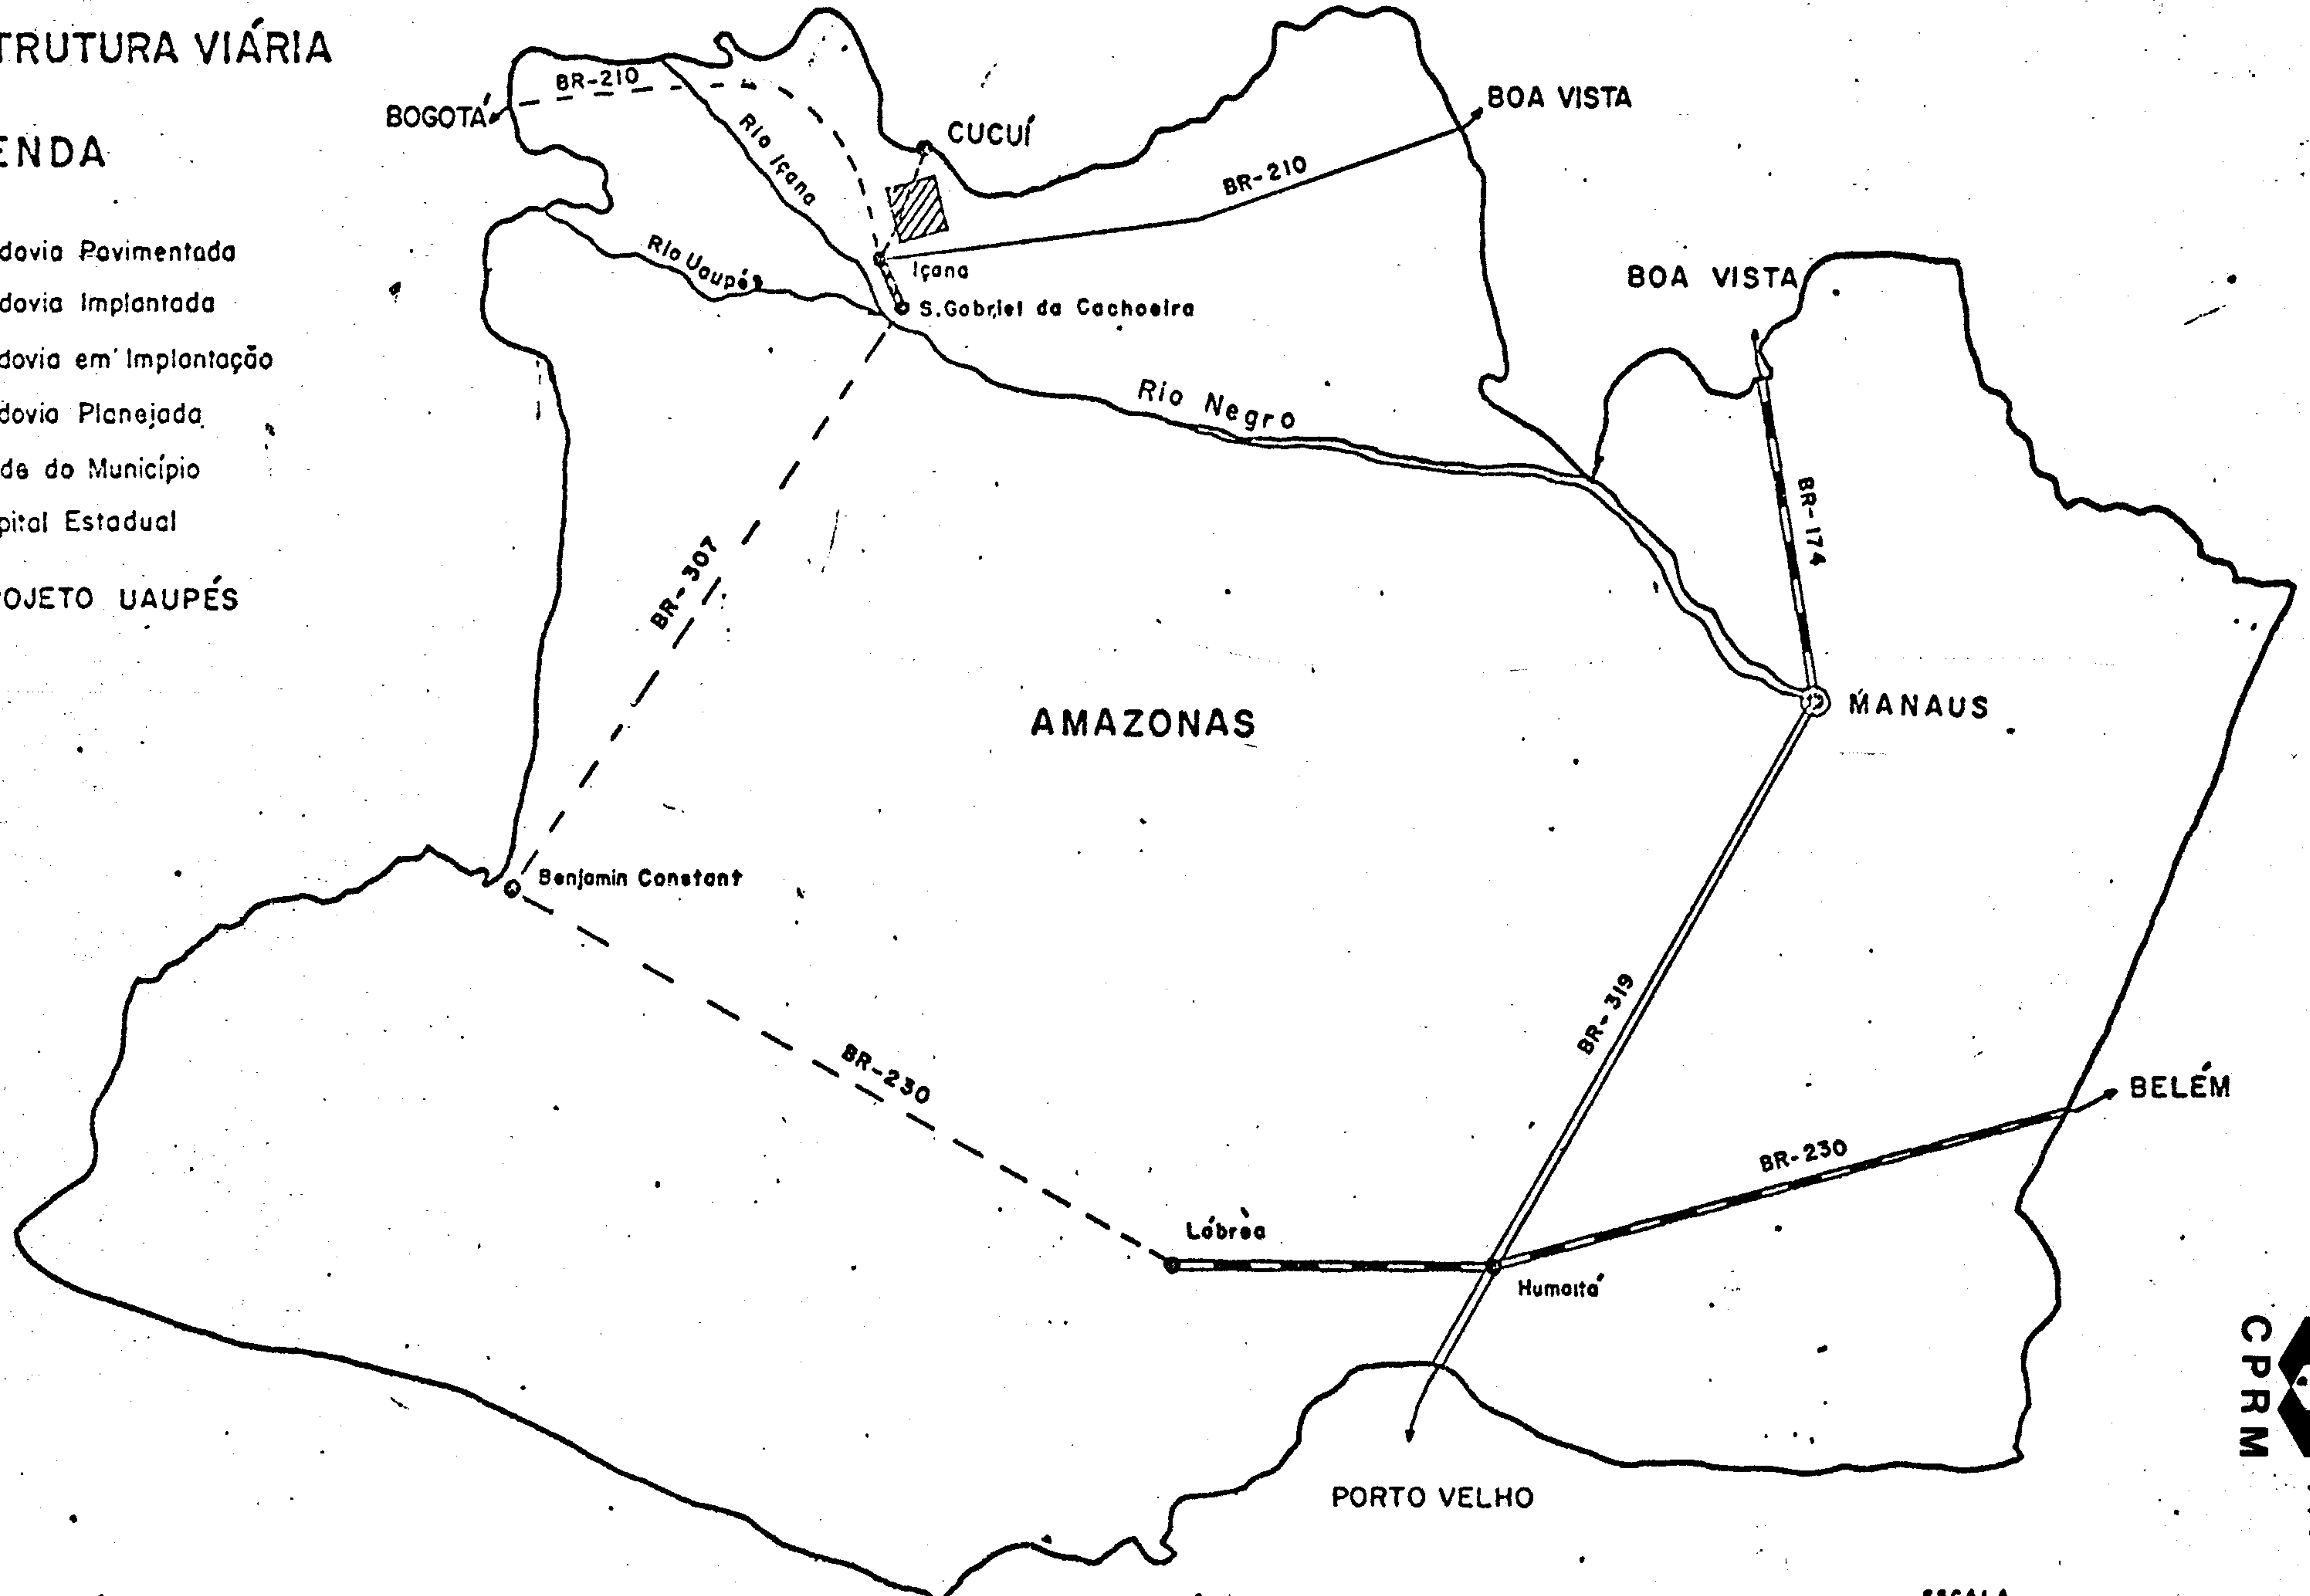 TRUTURA VIÁRIA
ENDA
dovia Pavimentada
dovia Implantada
dovia em Implantação
dovia Planejada
de do Município
pital Estadual
OJETO UAUPÉS
BR-210
BOGOTÁ
CUCUÍ
BOA VISTA
BR-210
Rio Içana
Rio Uaupés
Içana
S. Gabriel da Cachoeira
BOA VISTA
Rio Negro
BR-174
BR-307
AMAZONAS
MANAUS
Benjamin Constant
BR-319
BR-230
BELÉM
BR-230
Lábrea
Humaitá
CPRM
PORTO VELHO
ESCALA